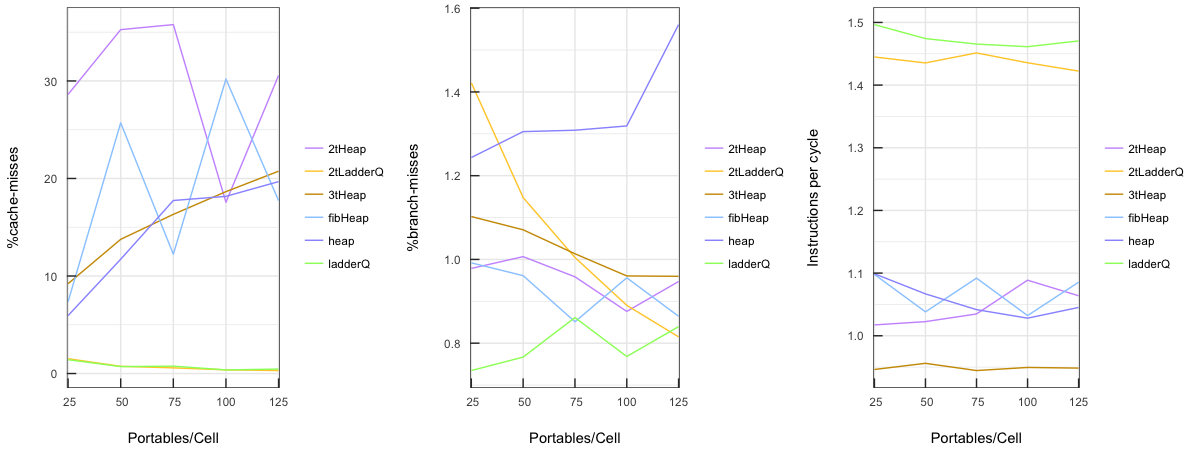 %cache-misses
30
20
10
0
25 50 75 100 125
Portables/Cell
2tHeap
2tLadderQ
3tHeap
fibHeap
heap
ladderQ
%branch-misses
1.6
1.4
1.2
1.0
0.8
25 50 75 100 125
Portables/Cell
2tHeap
2tLadderQ
3tHeap
fibHeap
heap
ladderQ
Instructions per cycle
1.5
1.4
1.3
1.2
1.1
1.0
25 50 75 100 125
Portables/Cell
2tHeap
2tLadderQ
3tHeap
fibHeap
heap
ladderQ